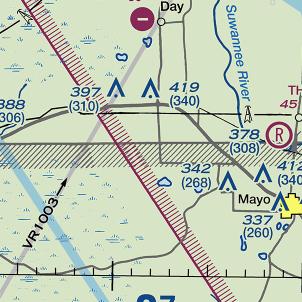 Day
Suwannee River
397
(310)
419
(340)
TH
45
388
(306)
378
(308)
R
342
(268)
412
(340
Mayo
337
(260)
VR1003